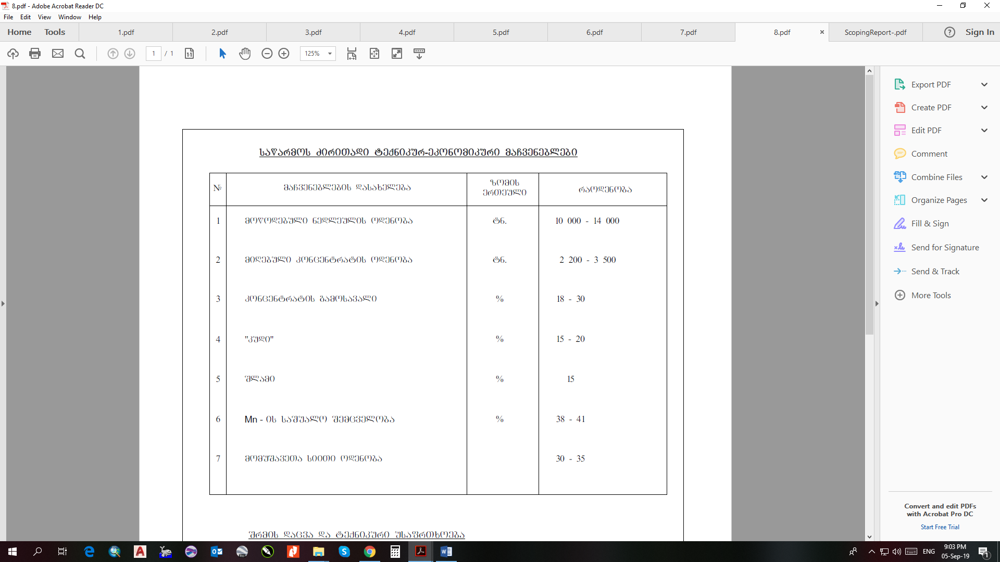 8.pdf - Adobe Acrobat Reader DC
File Edit View Window Help
Home Tools 1.pdf 2.pdf 3.pdf 4.pdf 5.pdf 6.pdf 7.pdf 8.pdf × ScopingReport-.pdf Sign In
1 / 1 125%
Export PDF
Create PDF
Edit PDF
Comment
Combine Files
Organize Pages
Fill & Sign
Send for Signature
Send & Track
More Tools
Convert and edit PDFs
with Acrobat Pro DC
Start Free Trial
საწარმოს ძირითადი ტექნიკურ-ეკონომიკური მაჩვენებლები
№ მაჩვენებლების დასახელება ზომის ერთეული რაოდენობა
1 მოწოდებული ნედლეულის ოდენობა ტნ. 10 000 - 14 000
2 მიღებული კონცენტრატის ოდენობა ტნ. 2 200 - 3 500
3 კონცენტრატის გამოსავალი % 18 - 30
4 "კუდი" % 15 - 20
5 შლამი % 15
6 Mn - ის საშუალო შემცველობა % 38 - 41
7 მომუშავეთა სიითი ოდენობა 30 - 35
შრმის დაცვა და ტექნიკური უსაფრთხოება
ENG 9:03 PM
05-Sep-19 1